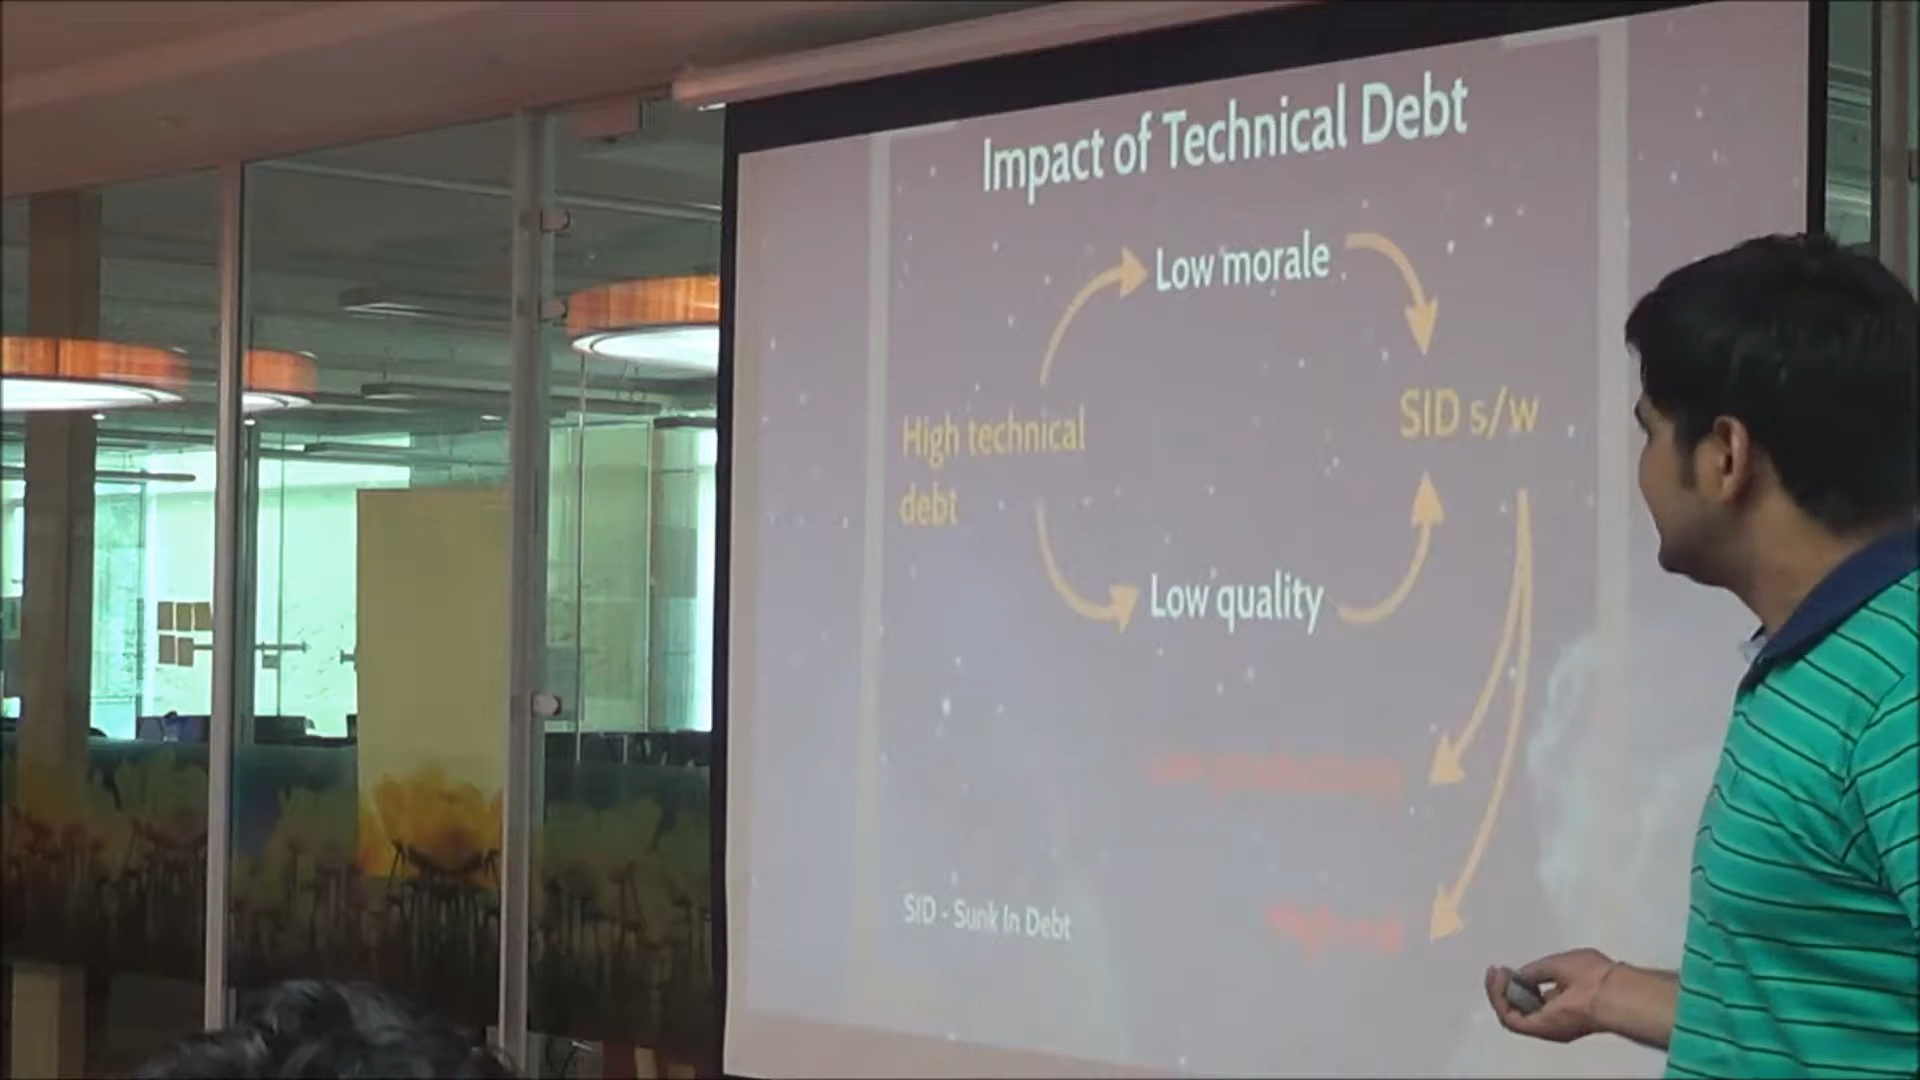 Impact of Technical Debt
Low morale
High technical
debt
SID s/w
Low quality
SID - Sunk In Debt